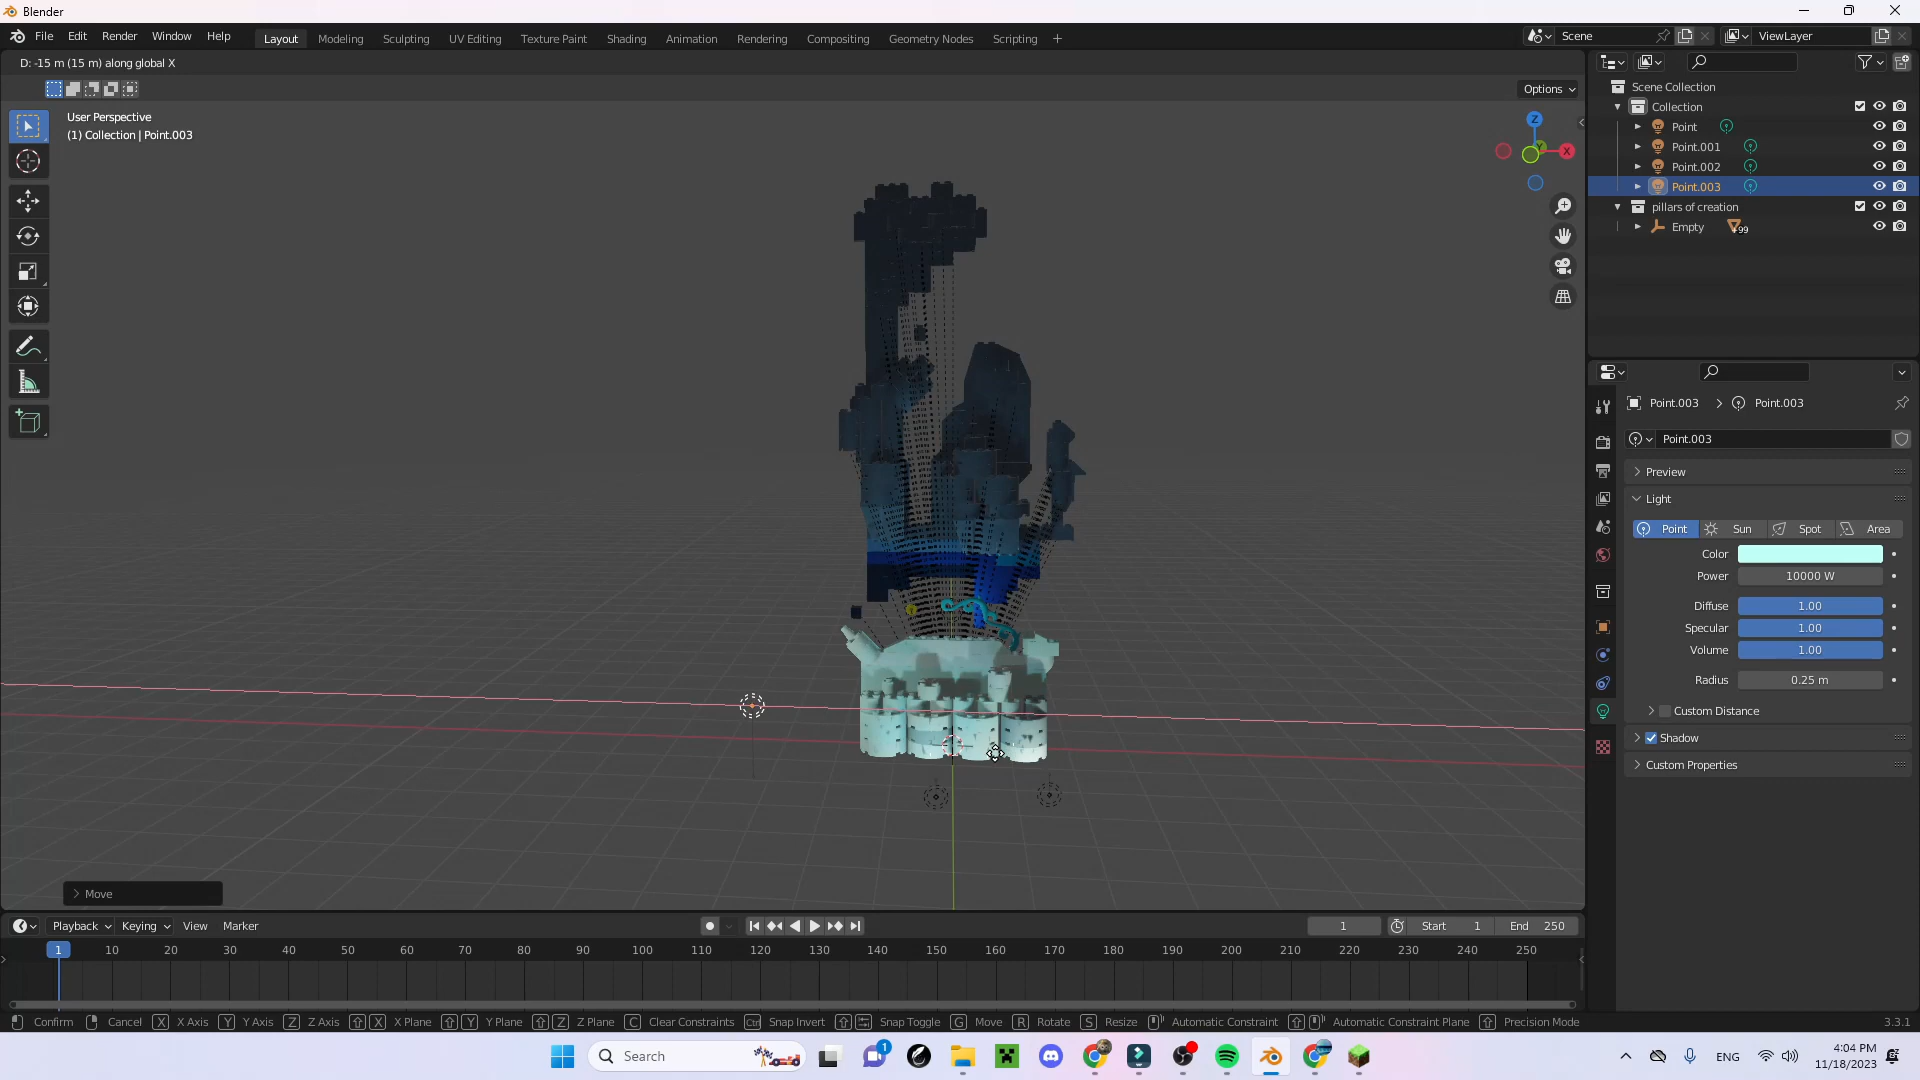 Blender
File Edit Render Window Help Layout Modeling Sculpting UV Editing Texture Paint Shading Animation Rendering Compositing Geometry Nodes Scripting + Scene ViewLayer
D: -15 m (15 m) along global X
Options
User Perspective
(1) Collection | Point.003
Z
Y
X
Scene Collection
Collection
Point
Point.001
Point.002
Point.003
pillars of creation
Empty 99
Point.003 > Point.003
Point.003
Preview
Light
Point Sun Spot Area
Color
Power 10000 W
Diffuse 1.00
Specular 1.00
Volume 1.00
Radius 0.25 m
Custom Distance
Shadow
Custom Properties
> Move
Playback Keying View Marker 1 Start 1 End 250
1 10 20 30 40 50 60 70 80 90 100 110 120 130 140 150 160 170 180 190 200 210 220 230 240 250
Confirm Cancel X X Axis Y Y Axis Z Z Axis X X Plane Y Y Plane Z Z Plane C Clear Constraints Ctrl Snap Invert Snap Toggle G Move R Rotate S Resize Automatic Constraint Automatic Constraint Plane Precision Mode 3.3.1
Search 1 ENG 4:04 PM
11/18/2023